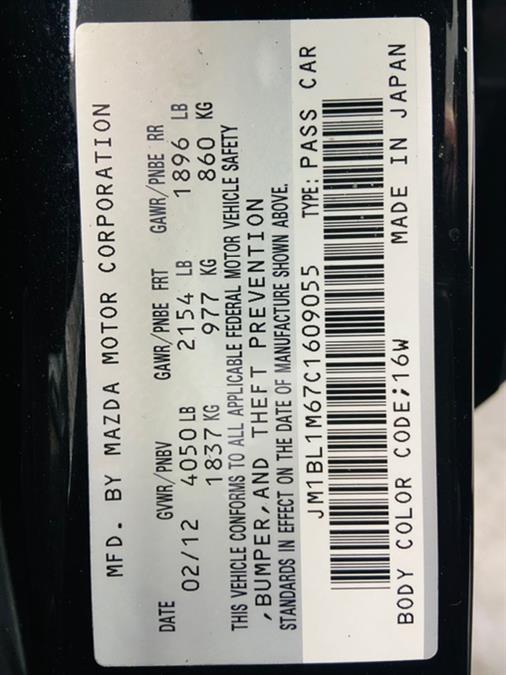 MFD. BY MAZDA MOTOR CORPORATION
DATE GVWR/PNBV GAWR/PNBE FRT GAWR/PNBE RR
02/12 4050 LB 2154 LB 1896 LB
1837 KG 977 KG 860 KG
THIS VEHICLE CONFORMS TO ALL APPLICABLE FEDERAL MOTOR VEHICLE SAFETY
,BUMPER,AND THEFT PREVENTION
STANDARDS IN EFFECT ON THE DATE OF MANUFACTURE SHOWN ABOVE.
JM1BL1M67C1609055 TYPE: PASS CAR
BODY COLOR CODE;16W MADE IN JAPAN